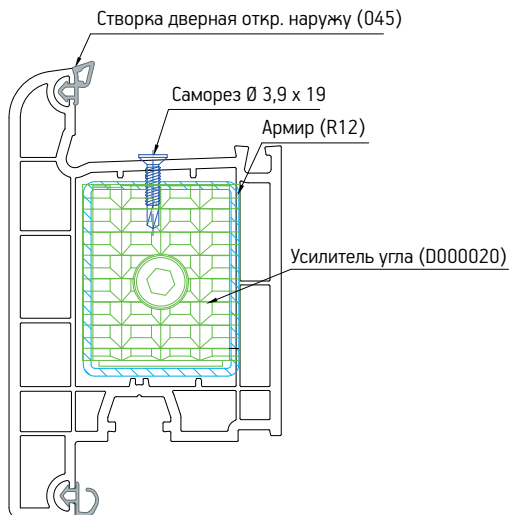 Створка дверная откр. наружу (045)
Саморез Ø 3,9 x 19
Армир (R12)
Усилитель угла (D000020)